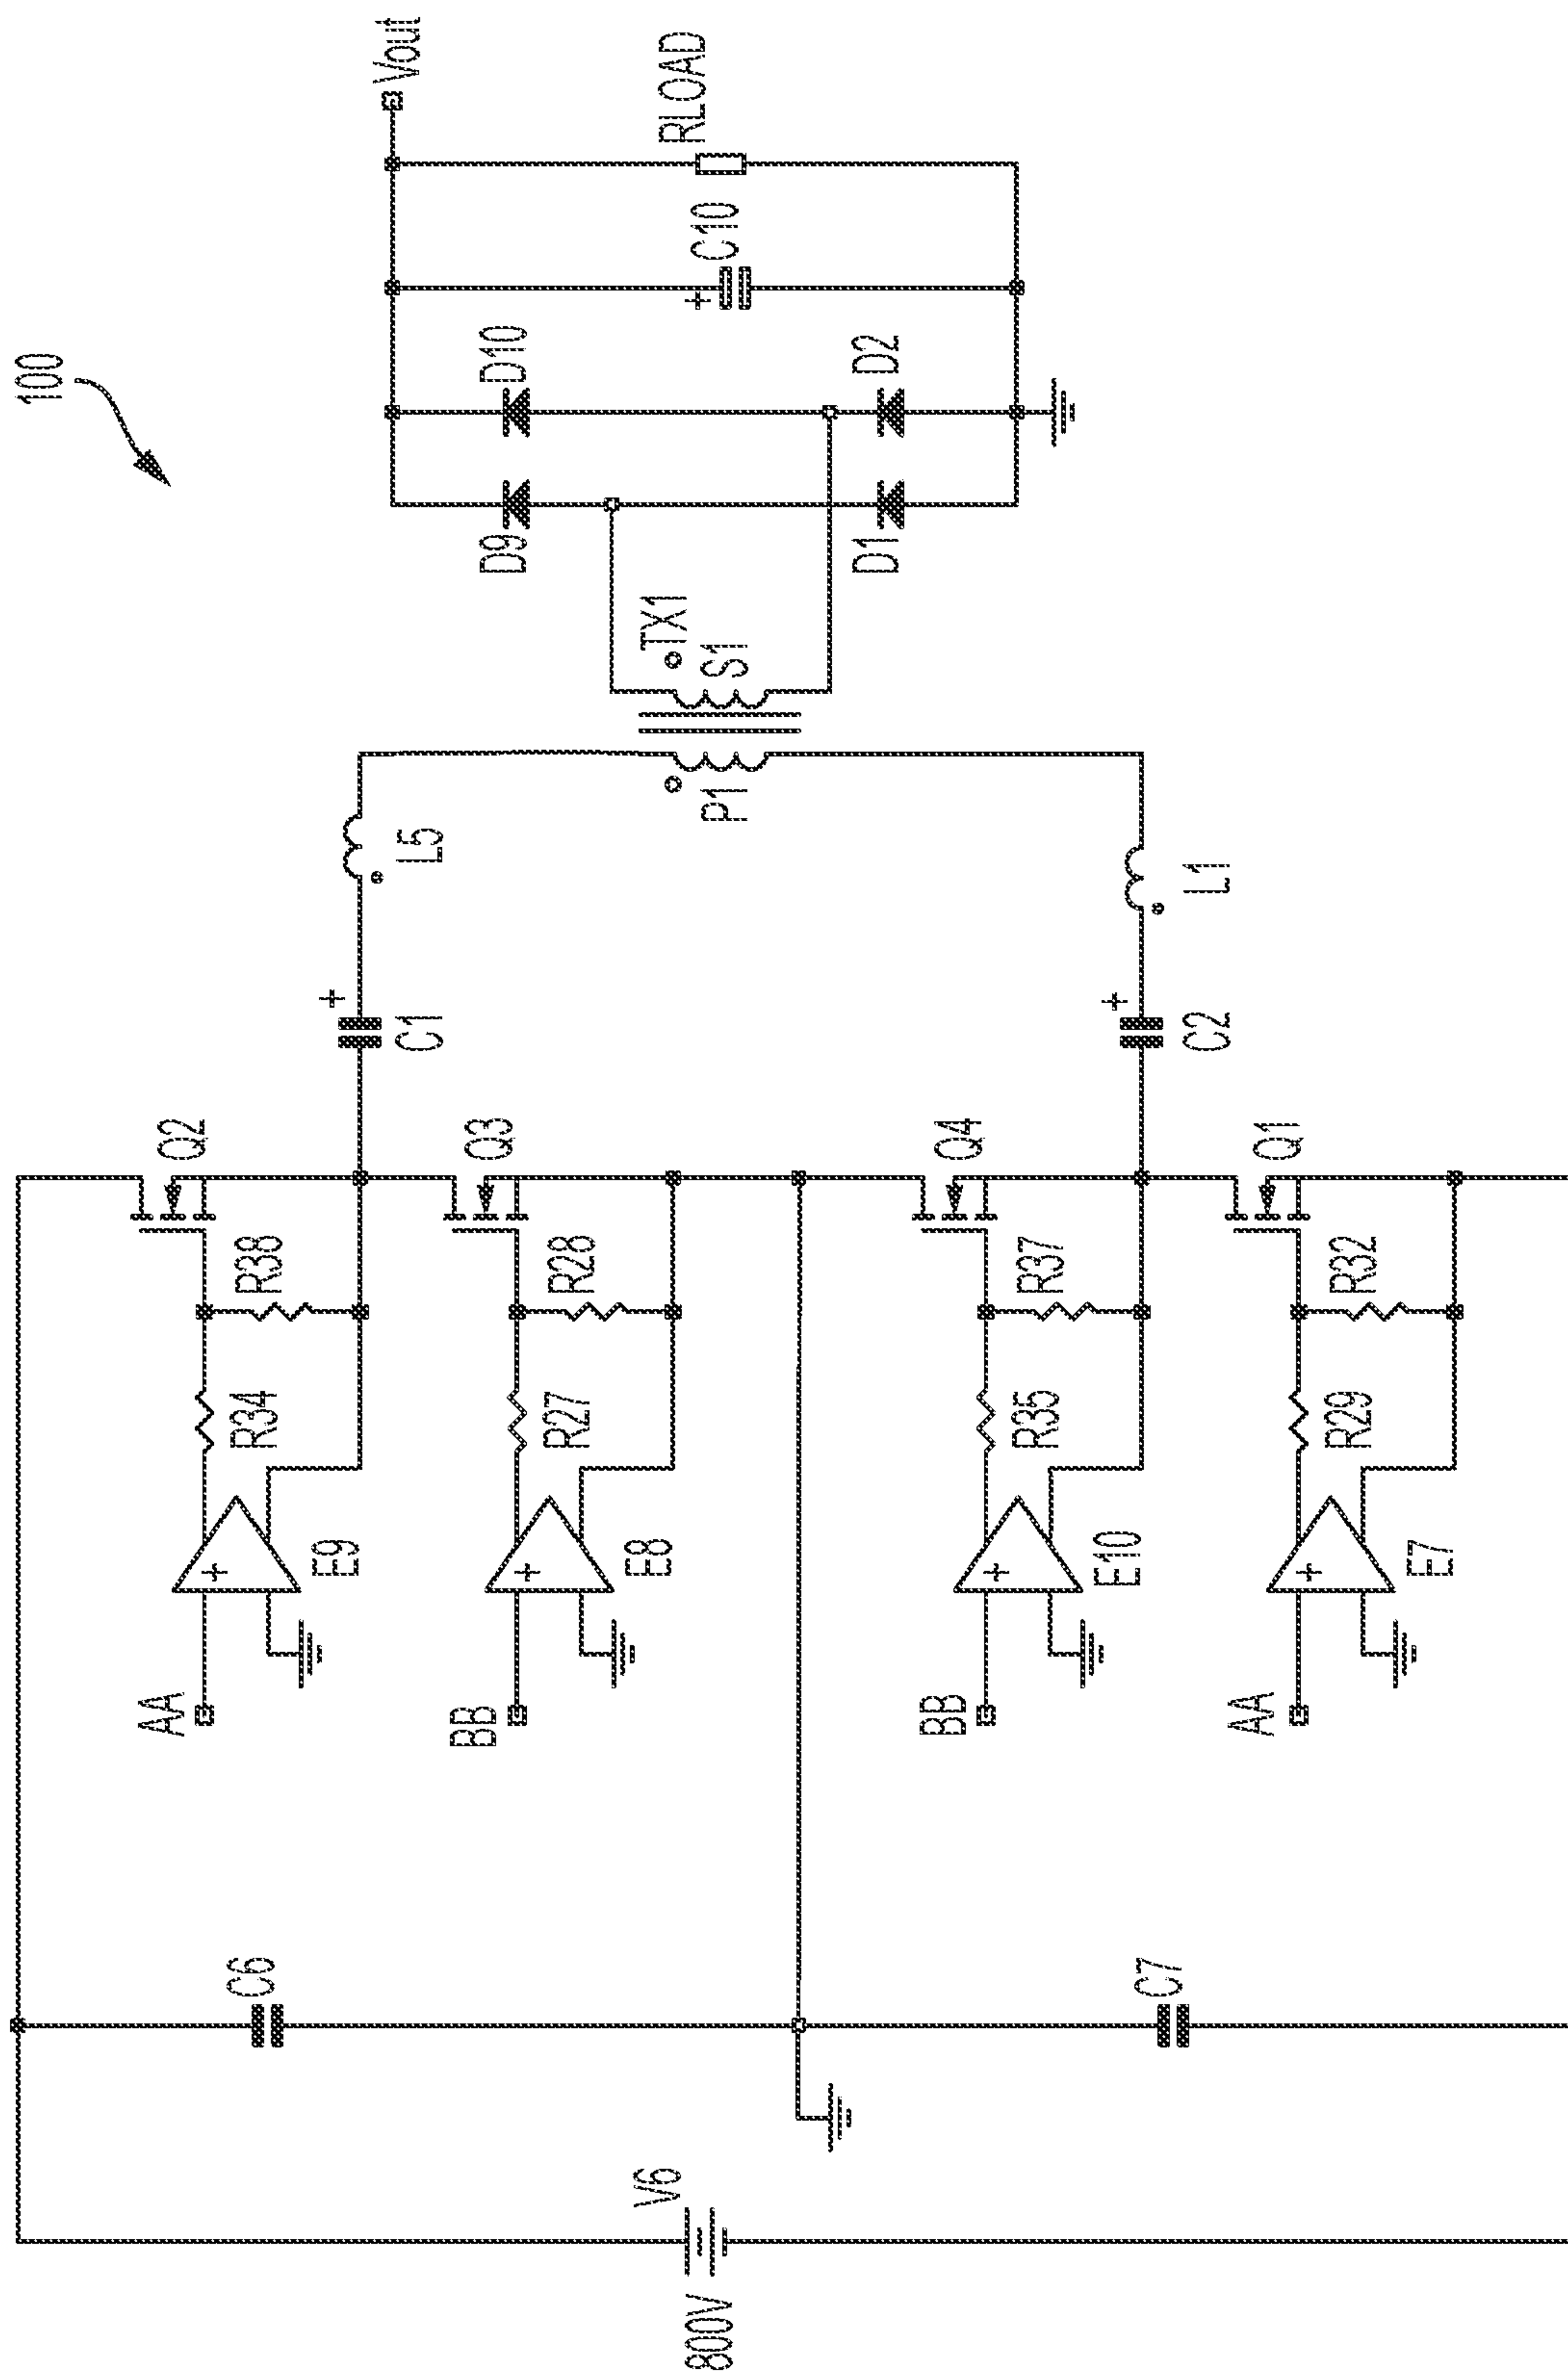 100
Vout
RLOAD
C10
+
D10
D2
D9
D1
TX1
S1
P1
L5
L1
+
C1
+
C2
Q2
Q3
Q4
Q1
R38
R28
R37
R32
R34
R27
R35
R29
+
E9
+
E8
+
E10
+
E7
AA
BB
BB
AA
C6
C7
V6
800V